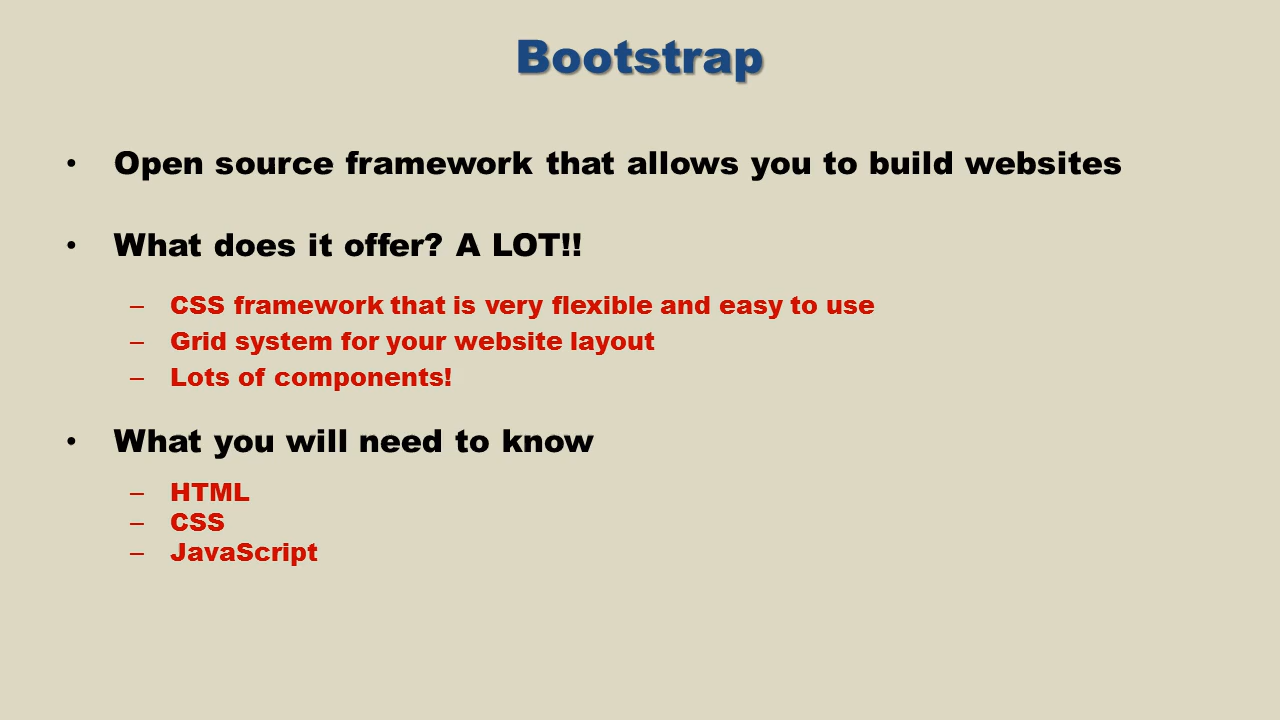 Bootstrap
• Open source framework that allows you to build websites
• What does it offer? A LOT!!
– CSS framework that is very flexible and easy to use
– Grid system for your website layout
– Lots of components!
• What you will need to know
– HTML
– CSS
– JavaScript